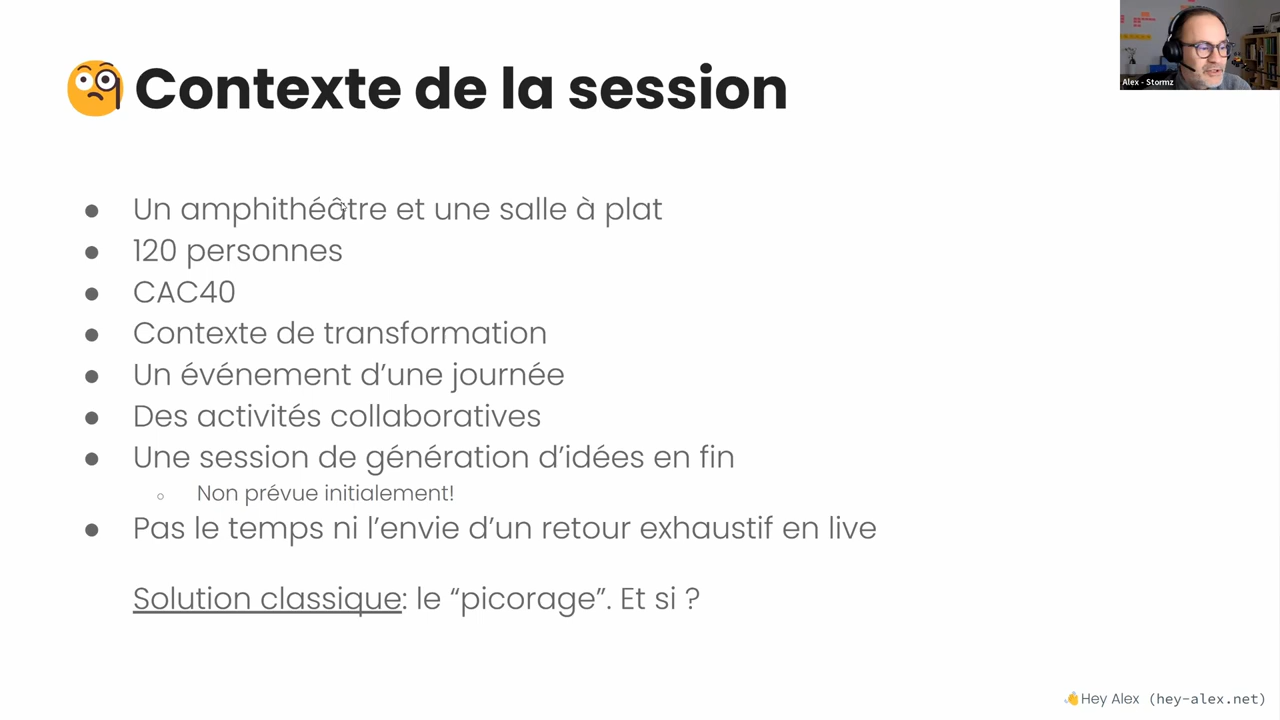 Contexte de la session
Alex - Stormz
● Un amphithéâtre et une salle à plat
● 120 personnes
● CAC40
● Contexte de transformation
● Un événement d’une journée
● Des activités collaboratives
● Une session de génération d’idées en fin
○ Non prévue initialement!
● Pas le temps ni l’envie d’un retour exhaustif en live
Solution classique: le “picorage”. Et si ?
Hey Alex (hey-alex.net)